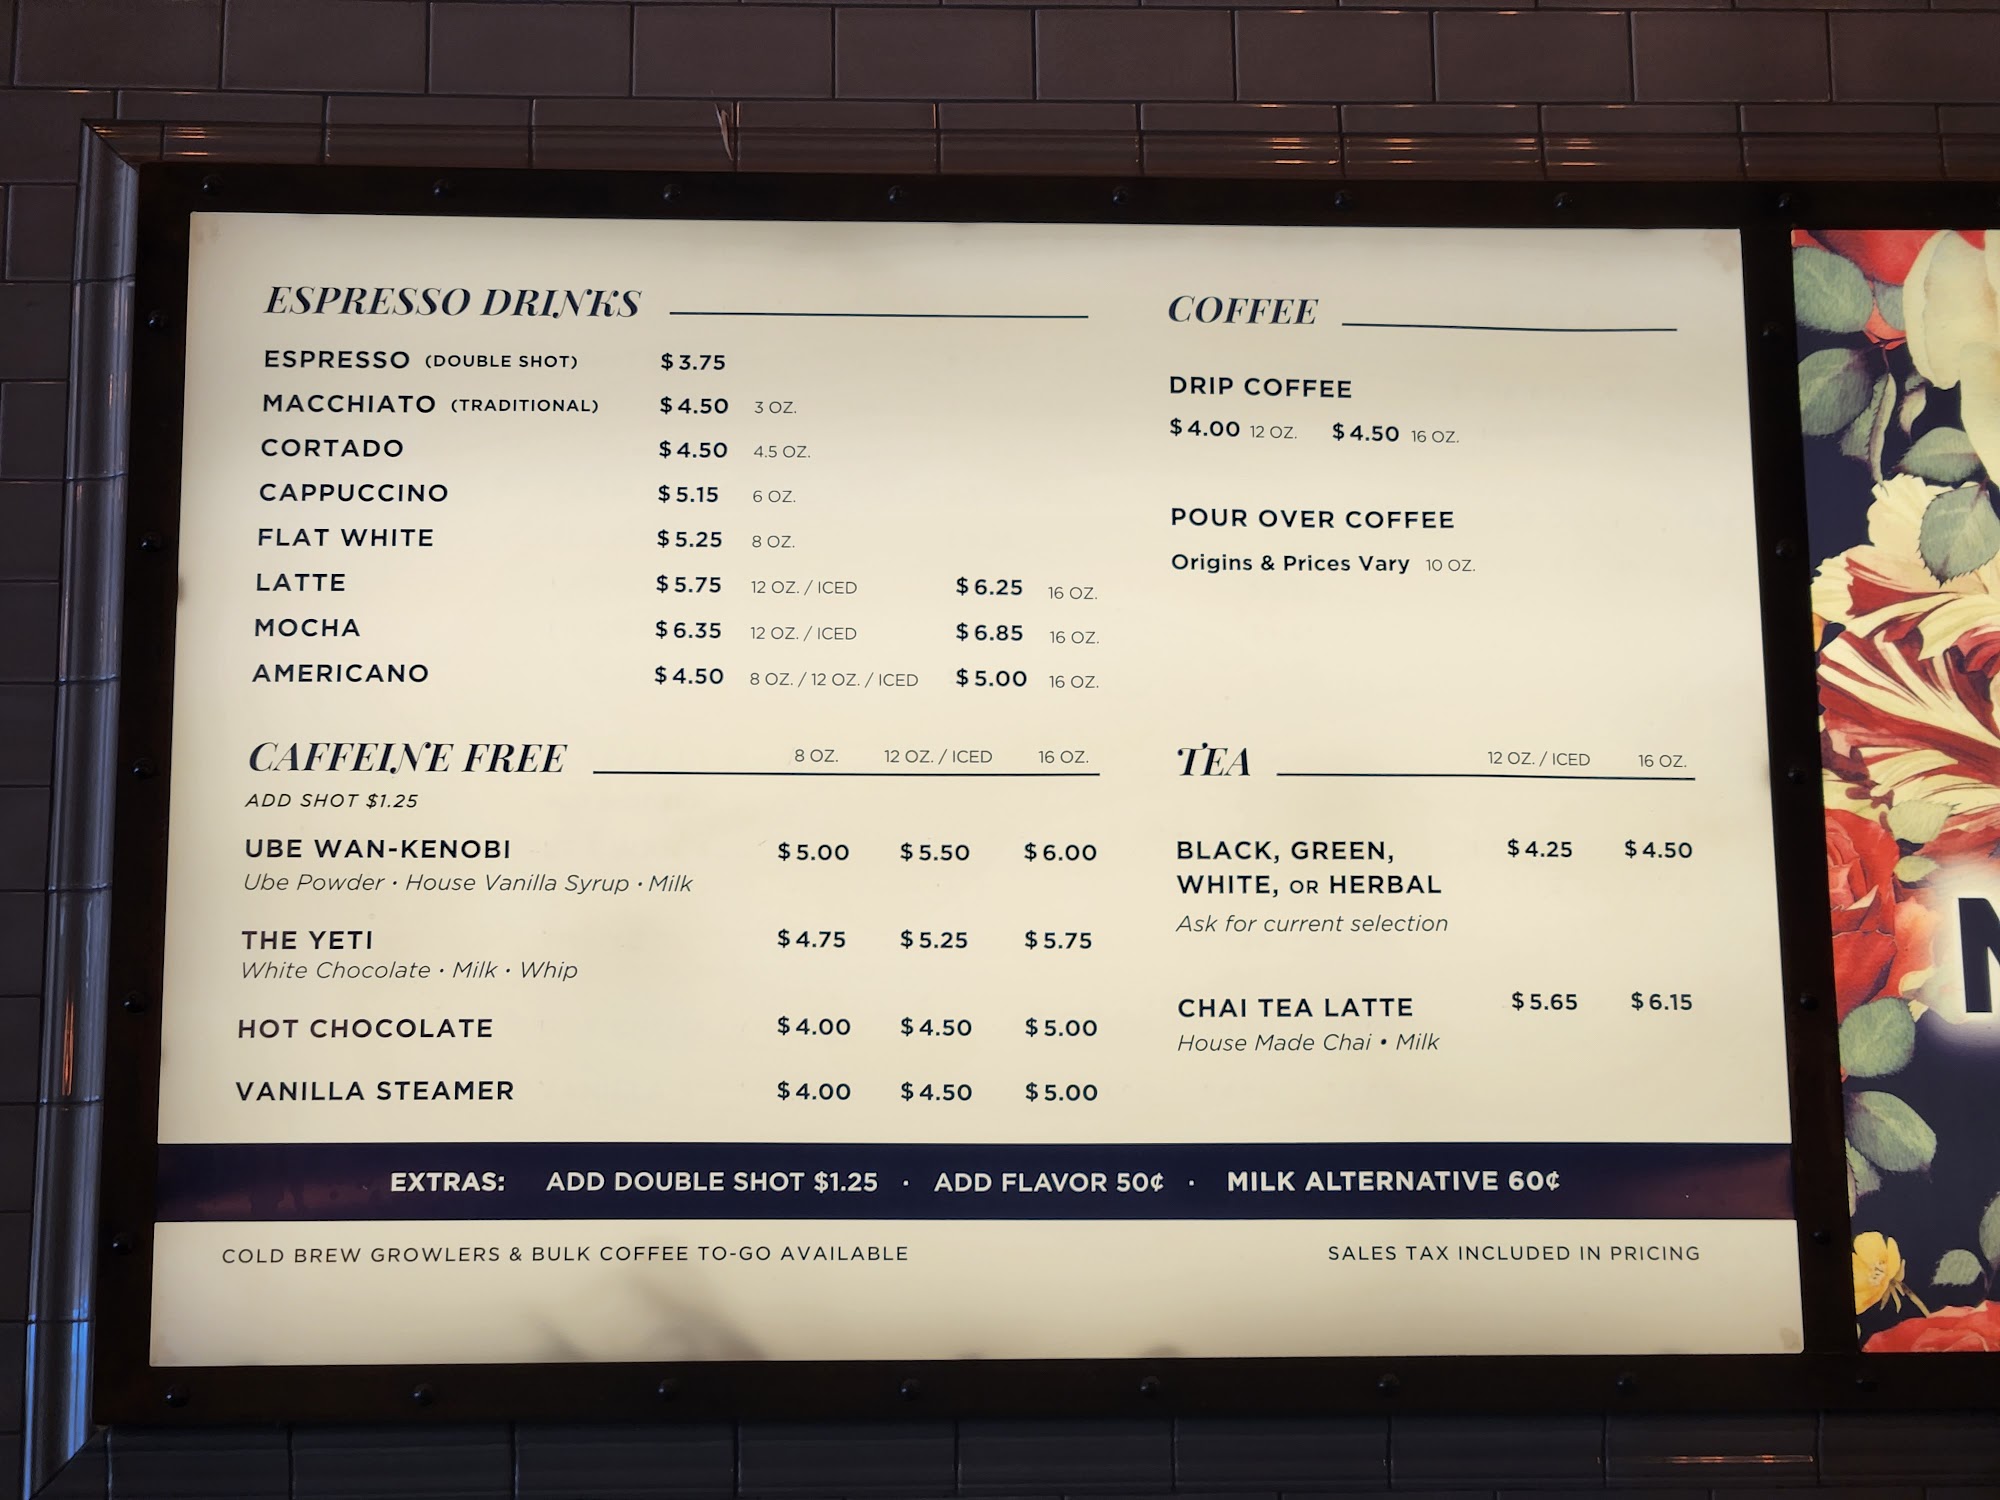 ESPRESSO DRINKS
ESPRESSO (DOUBLE SHOT) $3.75
MACCHIATO (TRADITIONAL) $4.50 3 OZ.
CORTADO $4.50 4.5 OZ.
CAPPUCCINO $5.15 6 OZ.
FLAT WHITE $5.25 8 OZ.
LATTE $5.75 12 OZ. / ICED $6.25 16 OZ.
MOCHA $6.35 12 OZ. / ICED $6.85 16 OZ.
AMERICANO $4.50 8 OZ. / 12 OZ. / ICED $5.00 16 OZ.
COFFEE
DRIP COFFEE
$4.00 12 OZ. $4.50 16 OZ.
POUR OVER COFFEE
Origins & Prices Vary 10 OZ.
CAFFEINE FREE 8 OZ. 12 OZ. / ICED 16 OZ.
ADD SHOT $1.25
UBE WAN-KENOBI $5.00 $5.50 $6.00
Ube Powder • House Vanilla Syrup • Milk
THE YETI $4.75 $5.25 $5.75
White Chocolate • Milk • Whip
HOT CHOCOLATE $4.00 $4.50 $5.00
VANILLA STEAMER $4.00 $4.50 $5.00
TEA 12 OZ. / ICED 16 OZ.
BLACK, GREEN, $4.25 $4.50
WHITE, OR HERBAL
Ask for current selection
CHAI TEA LATTE $5.65 $6.15
House Made Chai • Milk
EXTRAS: ADD DOUBLE SHOT $1.25 · ADD FLAVOR 50¢ · MILK ALTERNATIVE 60¢
COLD BREW GROWLERS & BULK COFFEE TO-GO AVAILABLE
SALES TAX INCLUDED IN PRICING